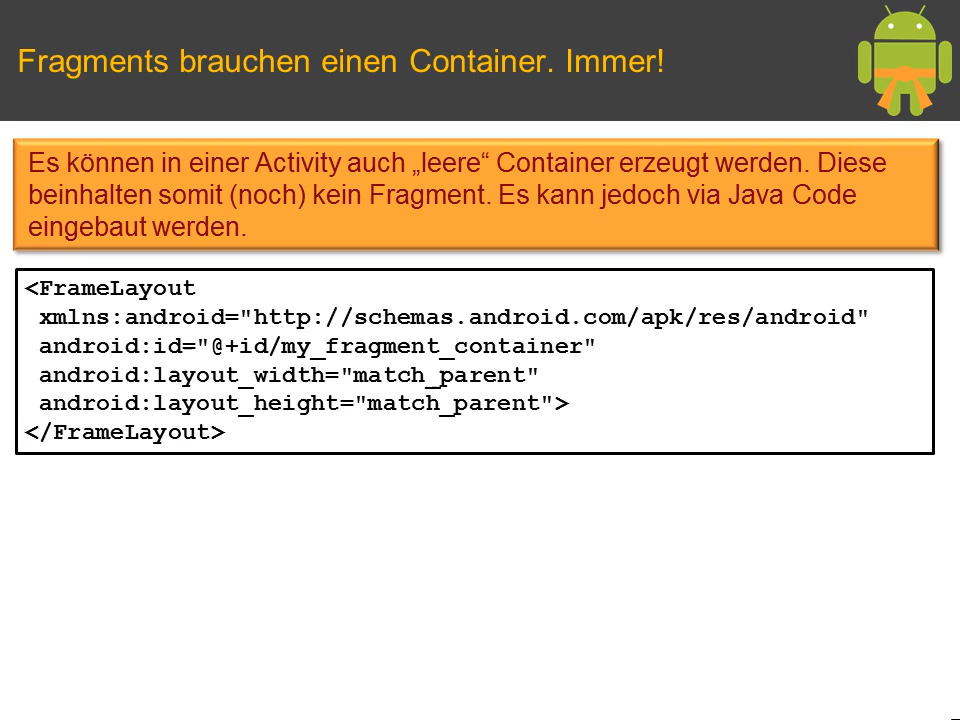 Fragments brauchen einen Container. Immer!
Es können in einer Activity auch „leere“ Container erzeugt werden. Diese
beinhalten somit (noch) kein Fragment. Es kann jedoch via Java Code
eingebaut werden.
<FrameLayout
 xmlns:android="http://schemas.android.com/apk/res/android"
 android:id="@+id/my_fragment_container"
 android:layout_width="match_parent"
 android:layout_height="match_parent">
</FrameLayout>